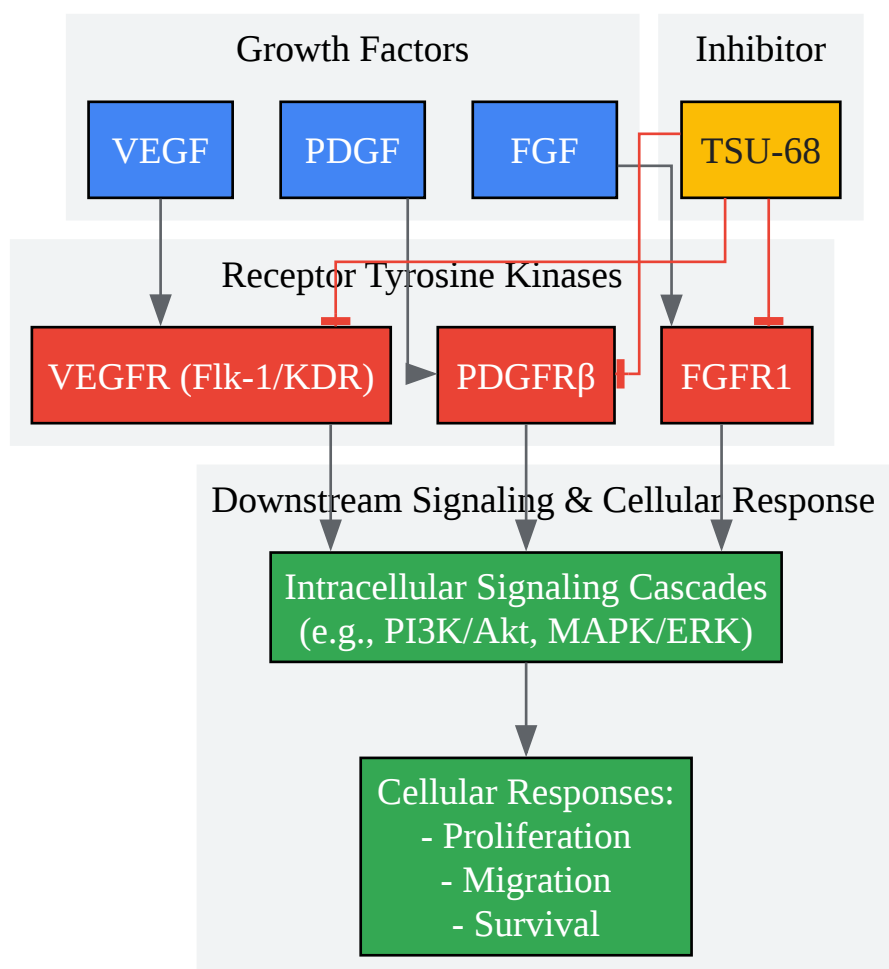 Growth Factors
Inhibitor
VEGF
PDGF
FGF
TSU-68
Receptor Tyrosine Kinases
VEGFR (Flk-1/KDR)
PDGFRβ
FGFR1
Downstream Signaling & Cellular Response
Intracellular Signaling Cascades
(e.g., PI3K/Akt, MAPK/ERK)
Cellular Responses:
- Proliferation
- Migration
- Survival